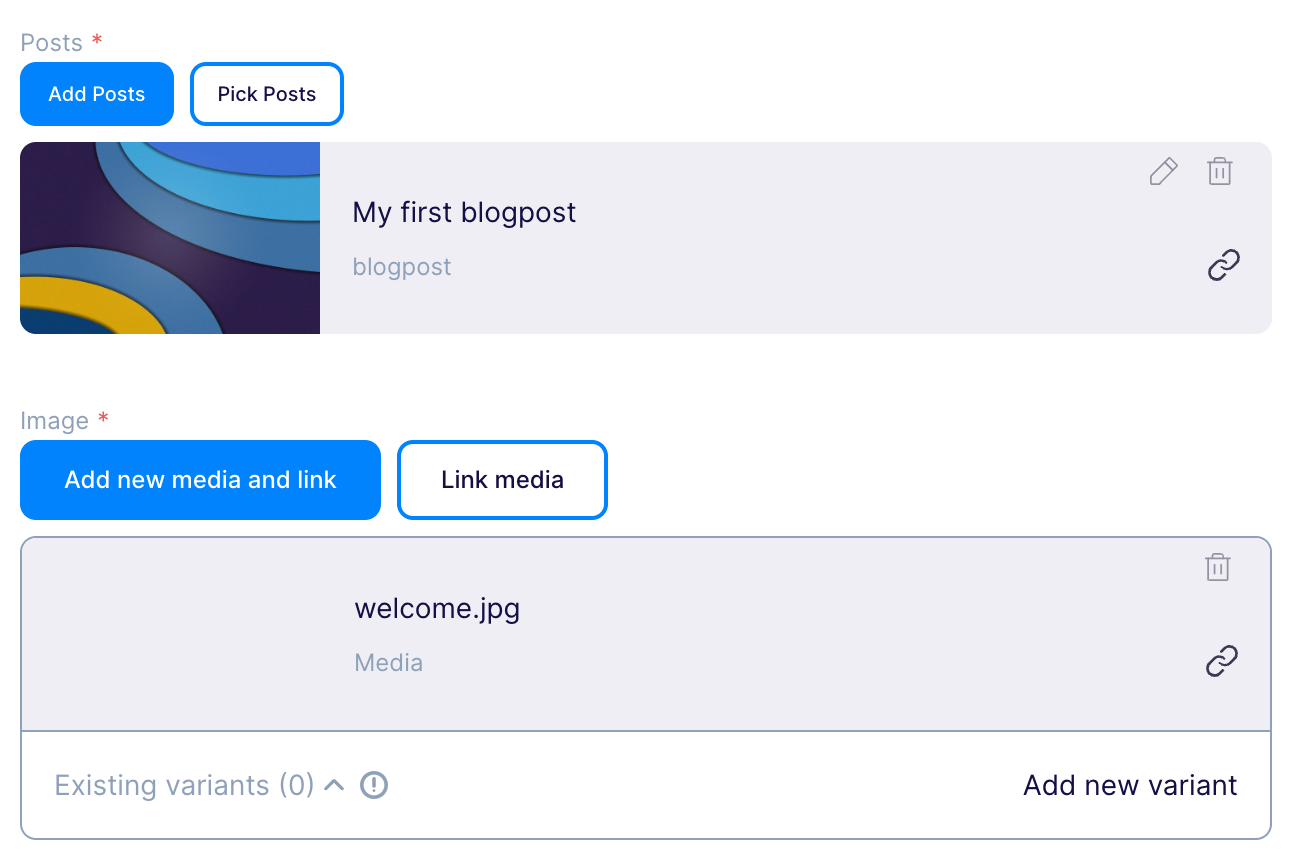 Posts *
Add Posts
Pick Posts
My first blogpost
blogpost
Image *
Add new media and link
Link media
welcome.jpg
Media
Existing variants (0)
Add new variant